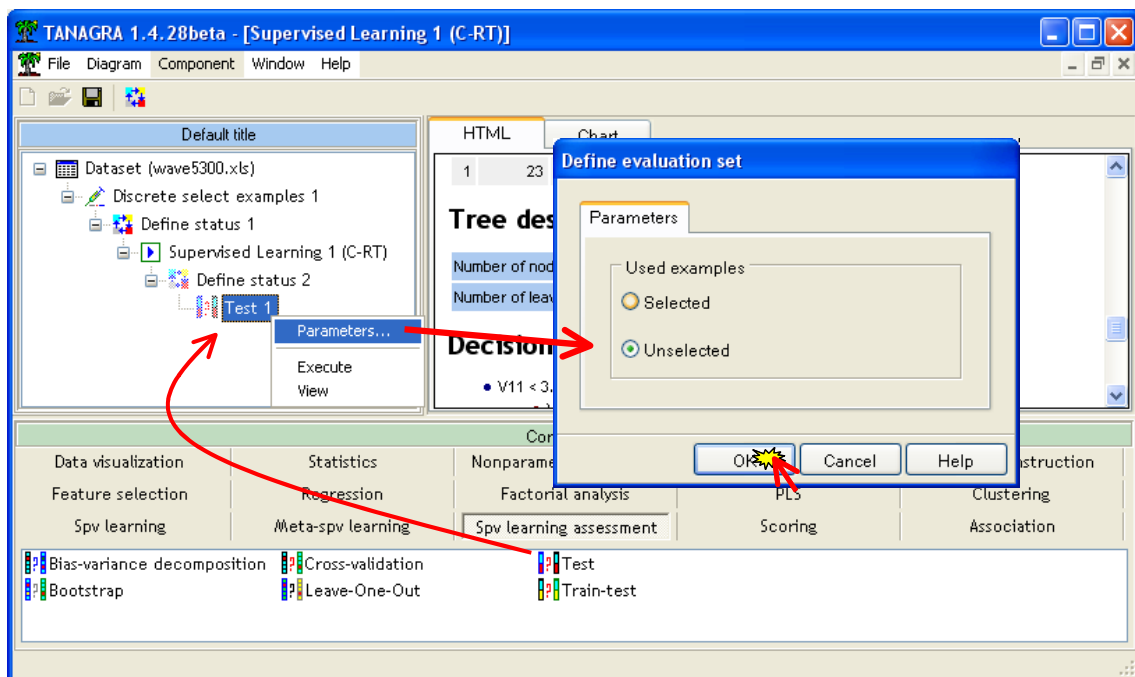 TANAGRA 1.4.28beta - [Supervised Learning 1 (C-RT)]
File Diagram Component Window Help
Default title
Dataset (wave5300.xls)
Discrete select examples 1
Define status 1
Supervised Learning 1 (C-RT)
Define status 2
Test 1
Parameters...
Execute
View
HTML Chart
1 23
Tree des
Number of nod
Number of leav
Decision
V11 < 3.
Define evaluation set
Parameters
Used examples
Selected
Unselected
OK Cancel Help
Data visualization Statistics Nonparame struction
Feature selection Regression Factorial analysis PLS Clustering
Spv learning Meta-spv learning Spv learning assessment Scoring Association
Bias-variance decomposition Cross-validation Test
Bootstrap Leave-One-Out Train-test